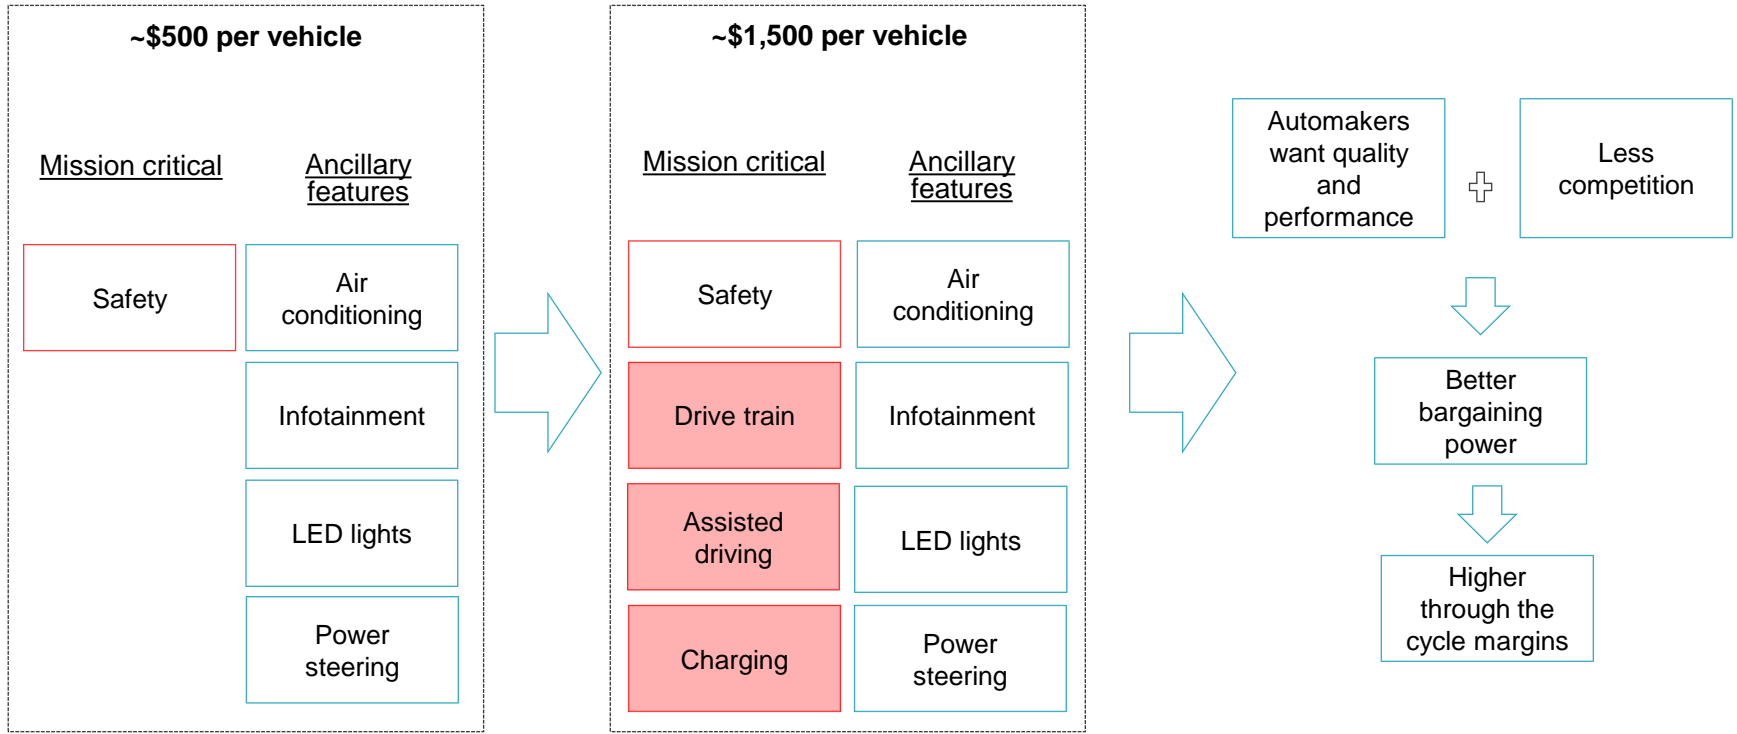 ~$500 per vehicle
Mission critical
Ancillary
features
Safety
Air
conditioning
Infotainment
LED lights
Power
steering
~$1,500 per vehicle
Mission critical
Ancillary
features
Safety
Air
conditioning
Drive train
Infotainment
Assisted
driving
LED lights
Charging
Power
steering
Automakers
want quality
and
performance
Less
competition
Better
bargaining
power
Higher
through the
cycle margins